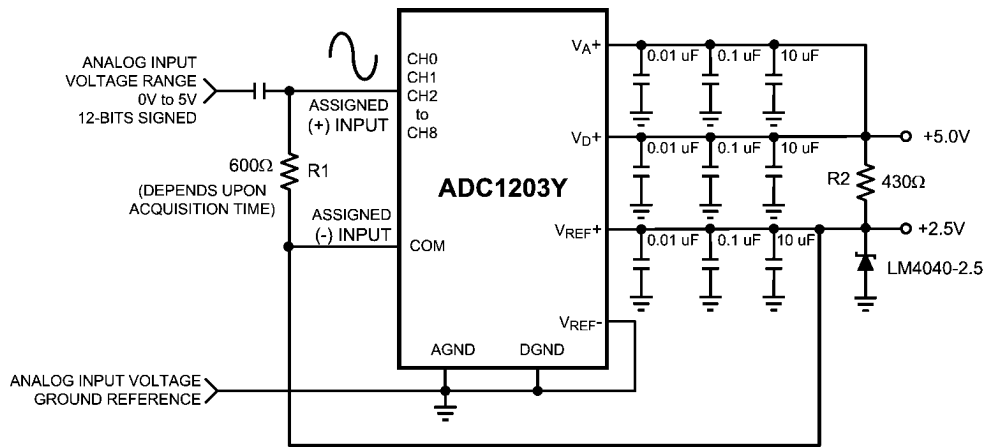 ANALOG INPUT
VOLTAGE RANGE
0V to 5V
12-BITS SIGNED
ASSIGNED
(+) INPUT
600Ω
R1
(DEPENDS UPON
ACQUISITION TIME)
ASSIGNED
(-) INPUT
CH0
CH1
CH2
to
CH8
COM
ADC1203Y
VA+
0.01 uF
0.1 uF
10 uF
VD+
0.01 uF
0.1 uF
10 uF
+5.0V
R2
430Ω
VREF+
0.01 uF
0.1 uF
10 uF
+2.5V
LM4040-2.5
VREF-
AGND
DGND
ANALOG INPUT VOLTAGE
GROUND REFERENCE